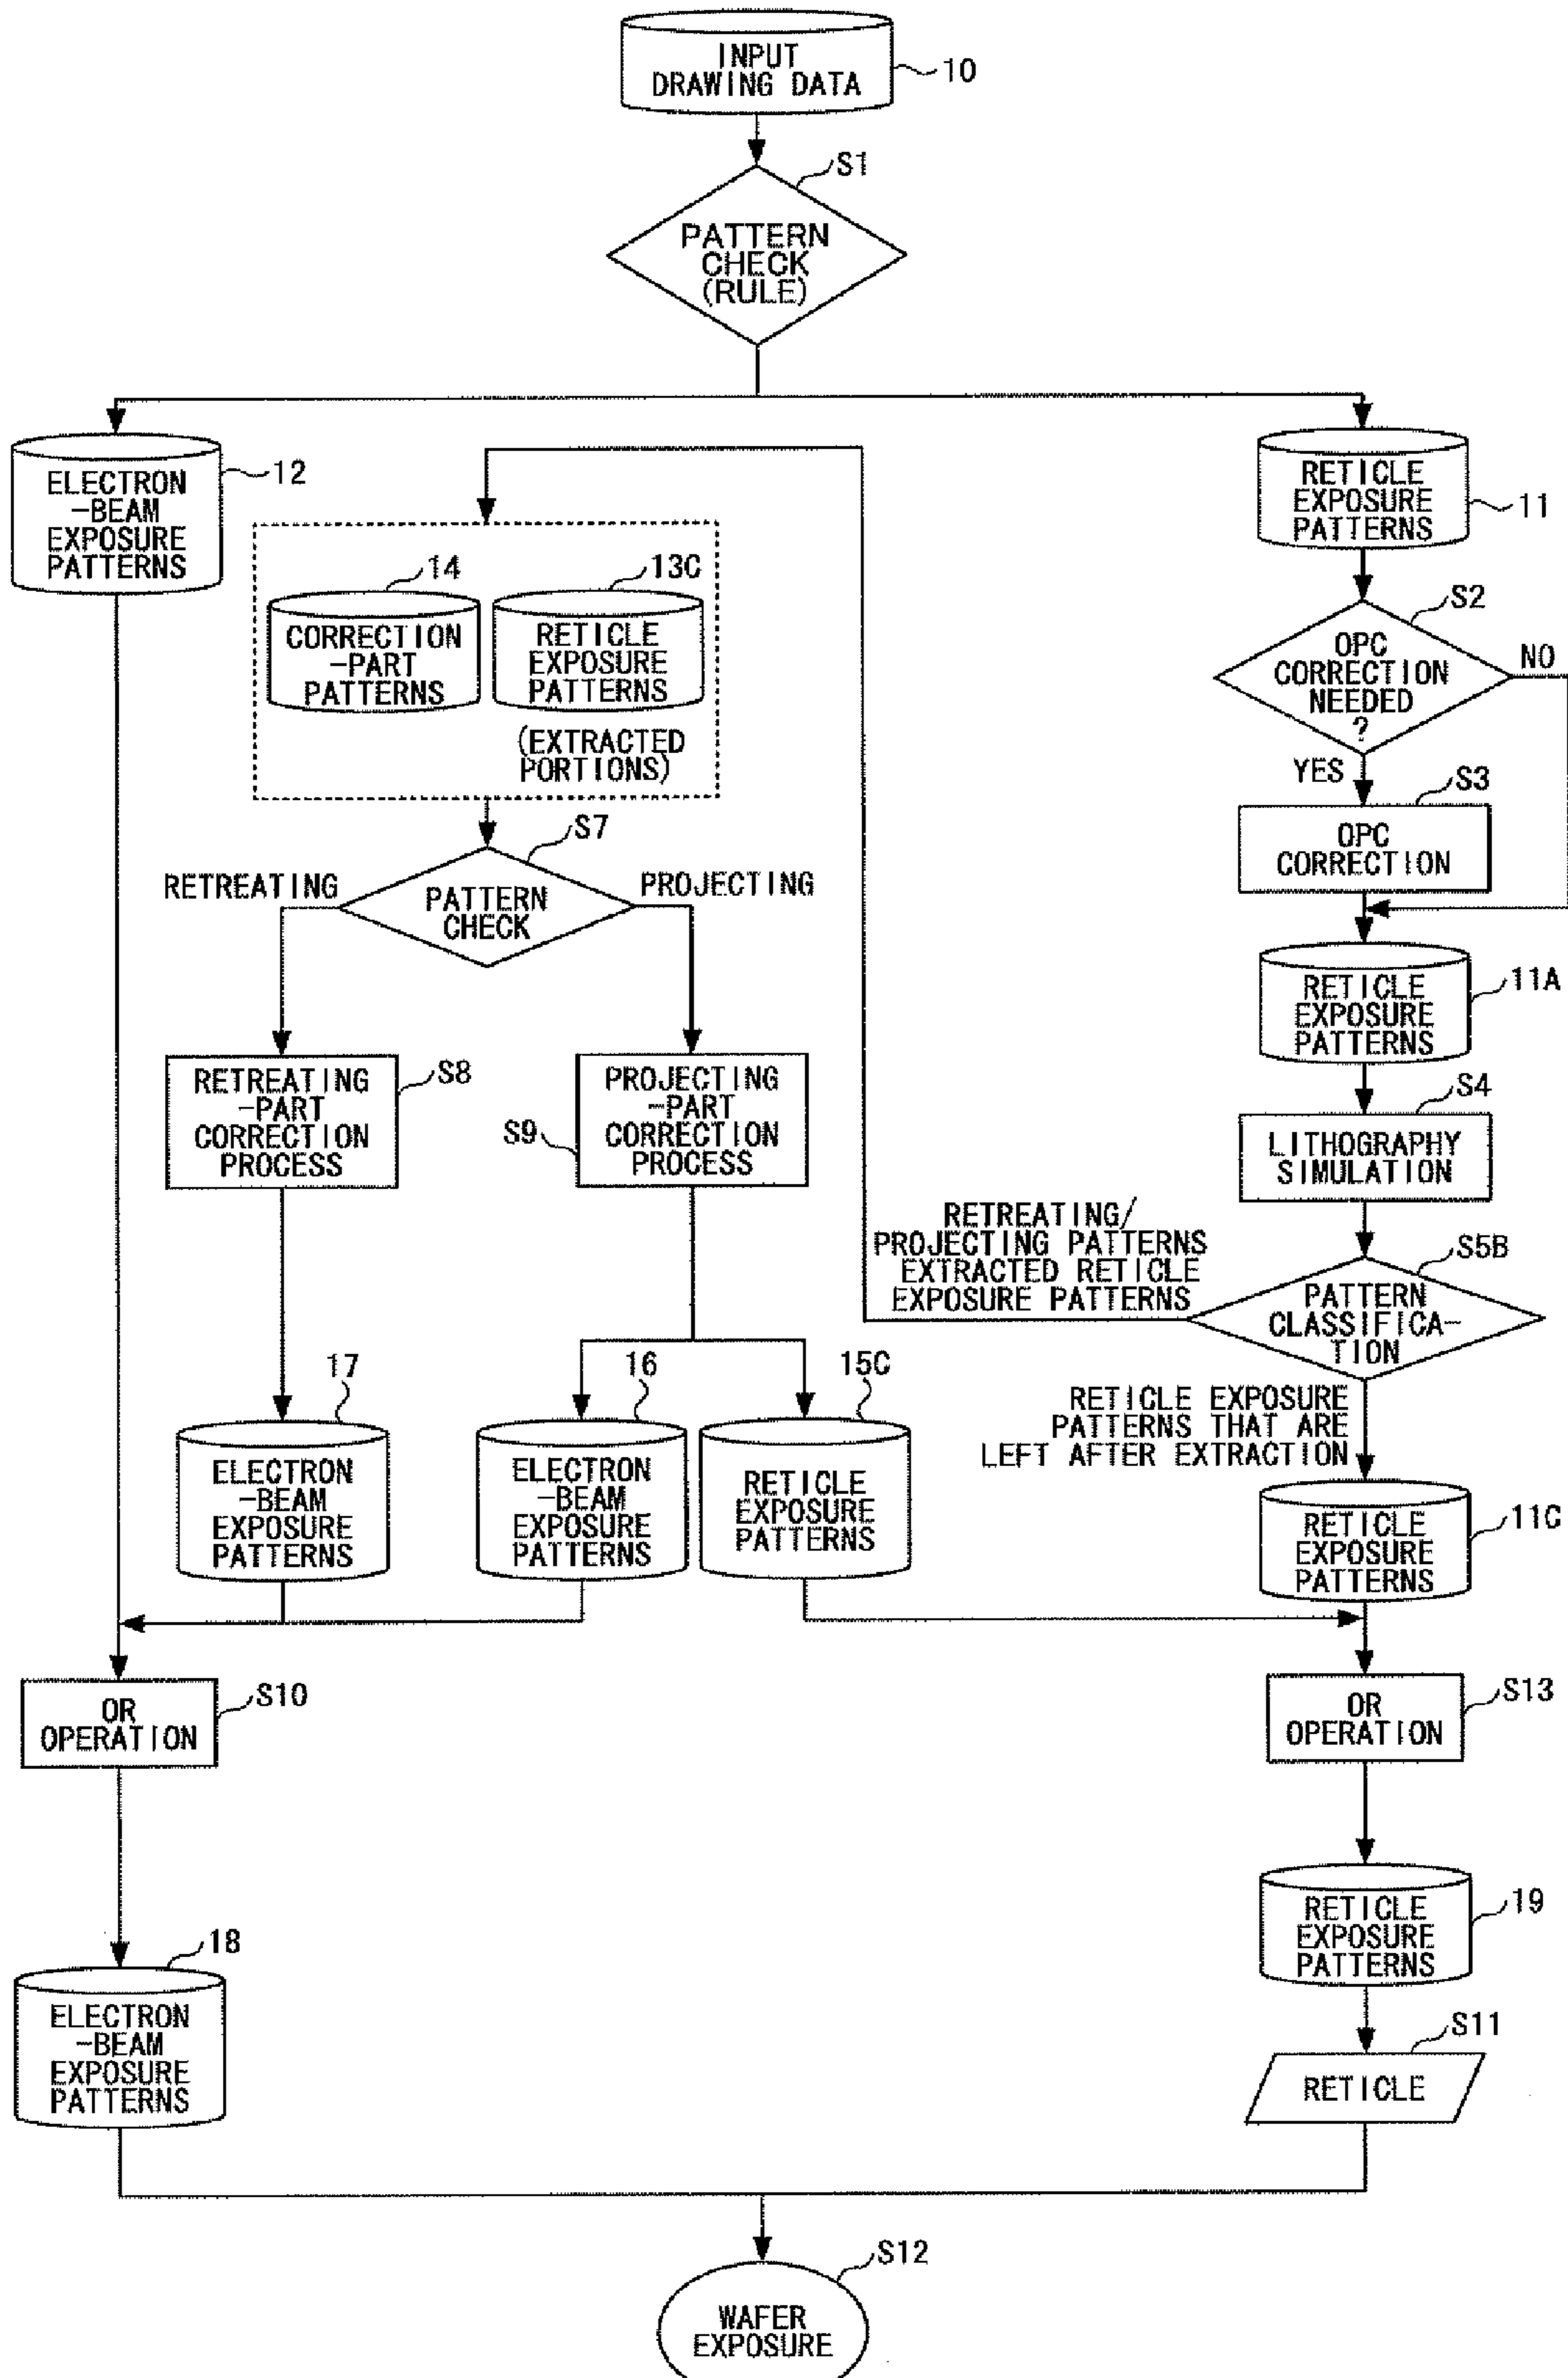 INPUT
DRAWING DATA
10
S1
PATTERN
CHECK
(RULE)
ELECTRON
-BEAM
EXPOSURE
PATTERNS
12
RETICLE
EXPOSURE
PATTERNS
11
14
CORRECTION
-PART
PATTERNS
13C
RETICLE
EXPOSURE
PATTERNS
(EXTRACTED
PORTIONS)
S2
OPC
CORRECTION
NEEDED
?
NO
YES
S3
OPC
CORRECTION
S7
RETREATING
PATTERN
CHECK
PROJECTING
RETICLE
EXPOSURE
PATTERNS
11A
RETREATING
-PART
CORRECTION
PROCESS
S8
S9
PROJECTING
-PART
CORRECTION
PROCESS
S4
LITHOGRAPHY
SIMULATION
RETREATING/
PROJECTING PATTERNS
EXTRACTED RETICLE
EXPOSURE PATTERNS
S5B
PATTERN
CLASSIFICA-
TION
RETICLE EXPOSURE
PATTERNS THAT ARE
LEFT AFTER EXTRACTION
17
ELECTRON
-BEAM
EXPOSURE
PATTERNS
16
ELECTRON
-BEAM
EXPOSURE
PATTERNS
15C
RETICLE
EXPOSURE
PATTERNS
RETICLE
EXPOSURE
PATTERNS
11C
OR
OPERATION
S10
OR
OPERATION
S13
RETICLE
EXPOSURE
PATTERNS
19
18
ELECTRON
-BEAM
EXPOSURE
PATTERNS
S11
RETICLE
S12
WAFER
EXPOSURE